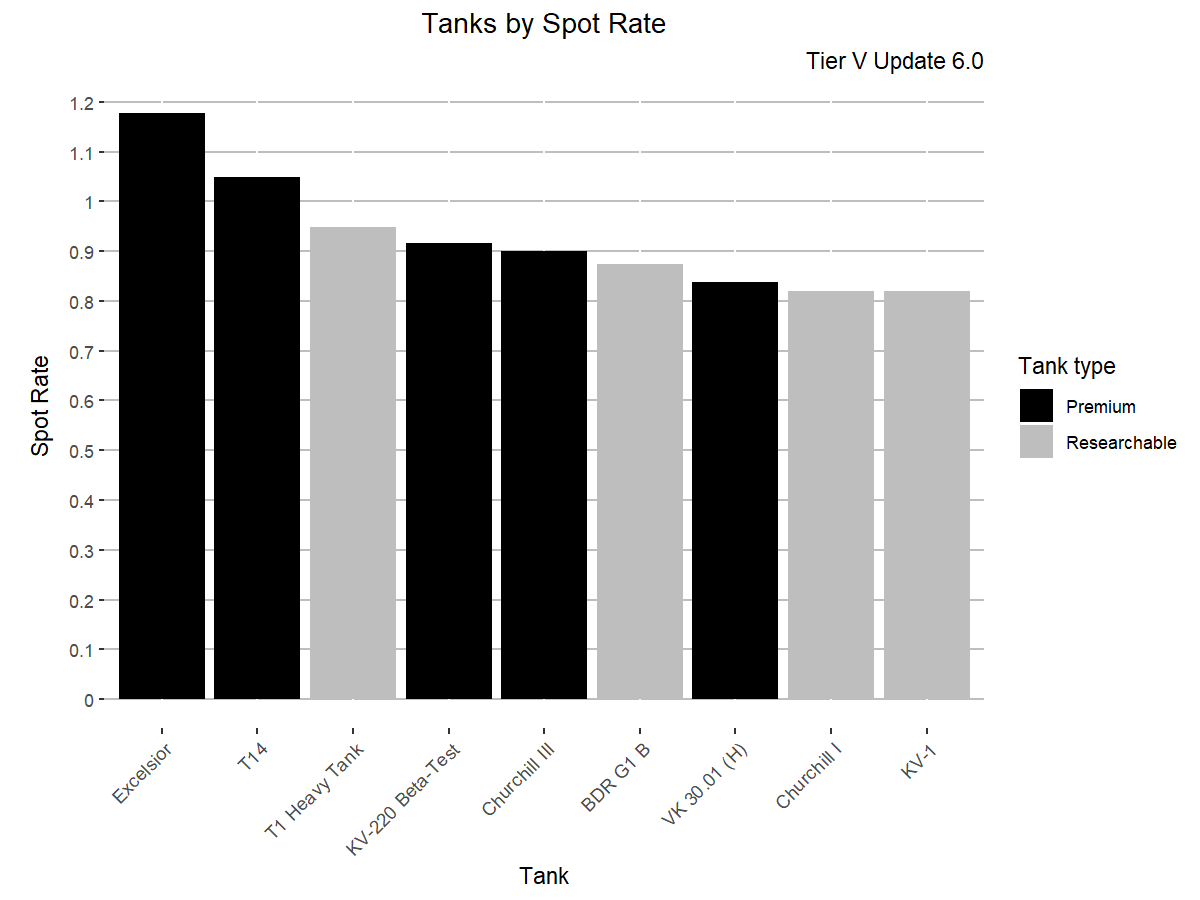 Tanks by Spot Rate
Tier V Update 6.0
1.2
1.1
1
0.9
0.8
0.7
0.6
0.5
0.4
0.3
0.2
0.1
0
Spot Rate
Excelsior
T14
T1 Heavy Tank
KV-220 Beta-Test
Churchill III
BDR G1 B
VK 30.01 (H)
Churchill I
KV-1
Tank
Tank type
Premium
Researchable